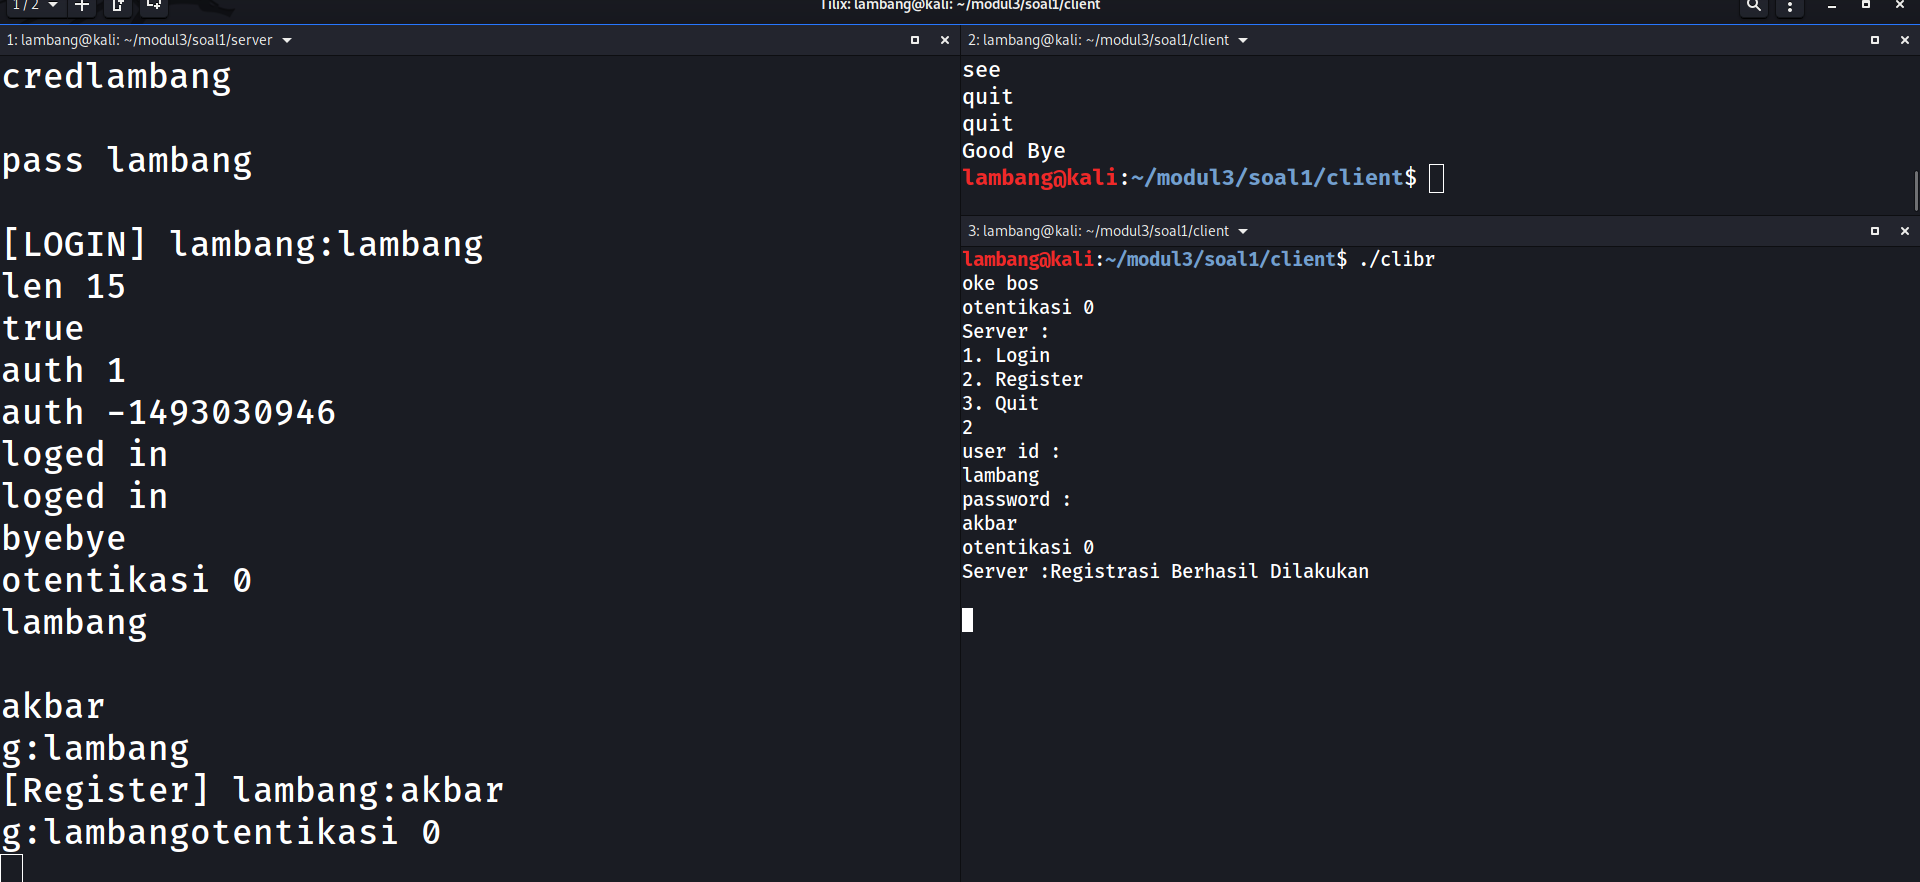 1 / 2
Tilix: lambang@kali: ~/modul3/soal1/client
1: lambang@kali: ~/modul3/soal1/server
credlambang
pass lambang
[LOGIN] lambang:lambang
len 15
true
auth 1
auth -1493030946
loged in
loged in
byebye
otentikasi 0
lambang
akbar
g:lambang
[Register] lambang:akbar
g:lambangotentikasi 0
2: lambang@kali: ~/modul3/soal1/client
see
quit
quit
Good Bye
lambang@kali:~/modul3/soal1/client$
3: lambang@kali: ~/modul3/soal1/client
lambang@kali:~/modul3/soal1/client$ ./clibr
oke bos
otentikasi 0
Server :
1. Login
2. Register
3. Quit
2
user id :
lambang
password :
akbar
otentikasi 0
Server :Registrasi Berhasil Dilakukan